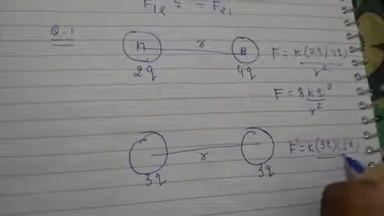 F₁₂ = - F₂₁
Q.1
A r B F = K(2q)(4q)/r²
2q 4q
F = 8kq²/r²
r F' = K(3q)(3q)
3q 3q